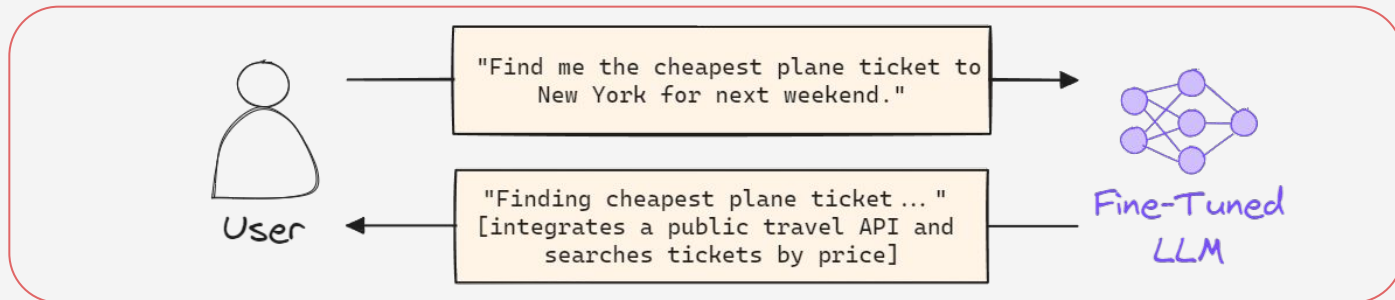 "Find me the cheapest plane ticket to
New York for next weekend."
"Finding cheapest plane ticket..."
[integrates a public travel API and
searches tickets by price]
User
Fine-Tuned
LLM